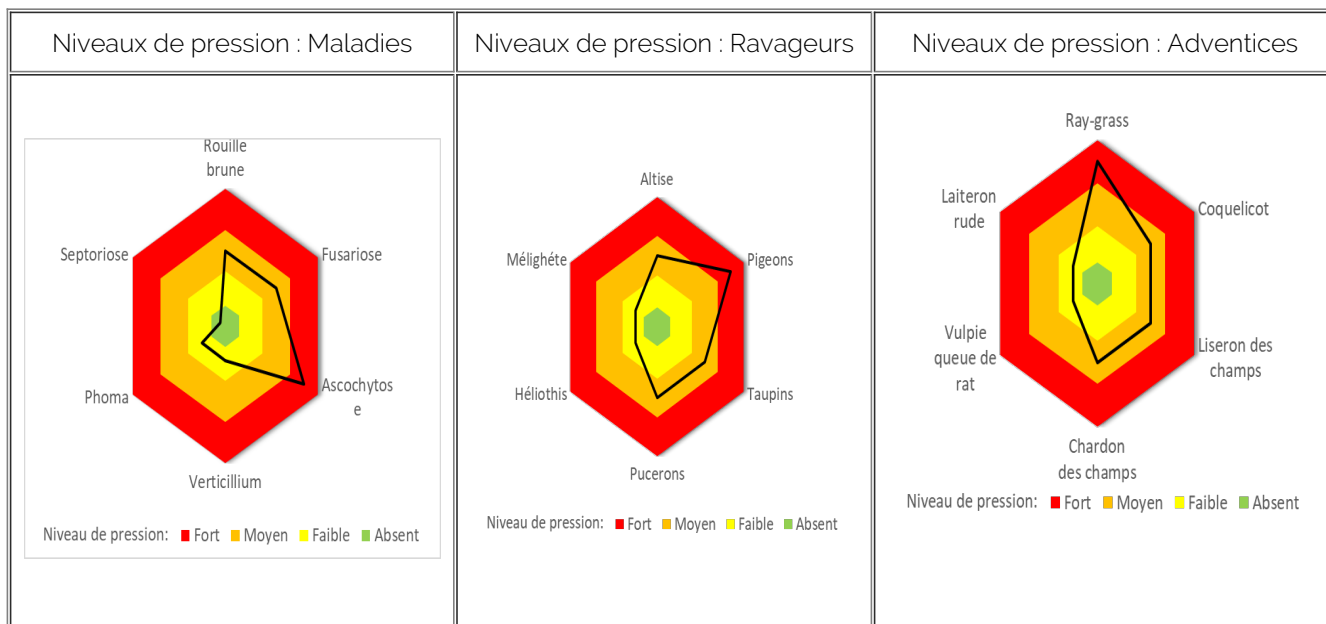 Niveaux de pression : Maladies
Niveaux de pression : Ravageurs
Niveaux de pression : Adventices
Rouille
brune
Septoriose
Fusariose
Phoma
Ascochytos
e
Verticillium
Niveau de pression: Fort Moyen Faible Absent
Altise
Mélighéte
Pigeons
Héliothis
Taupins
Pucerons
Niveau de pression: Fort Moyen Faible Absent
Ray-grass
Laiteron
rude
Coquelicot
Vulpie
queue de
rat
Liseron des
champs
Chardon
des champs
Niveau de pression: Fort Moyen Faible Absent